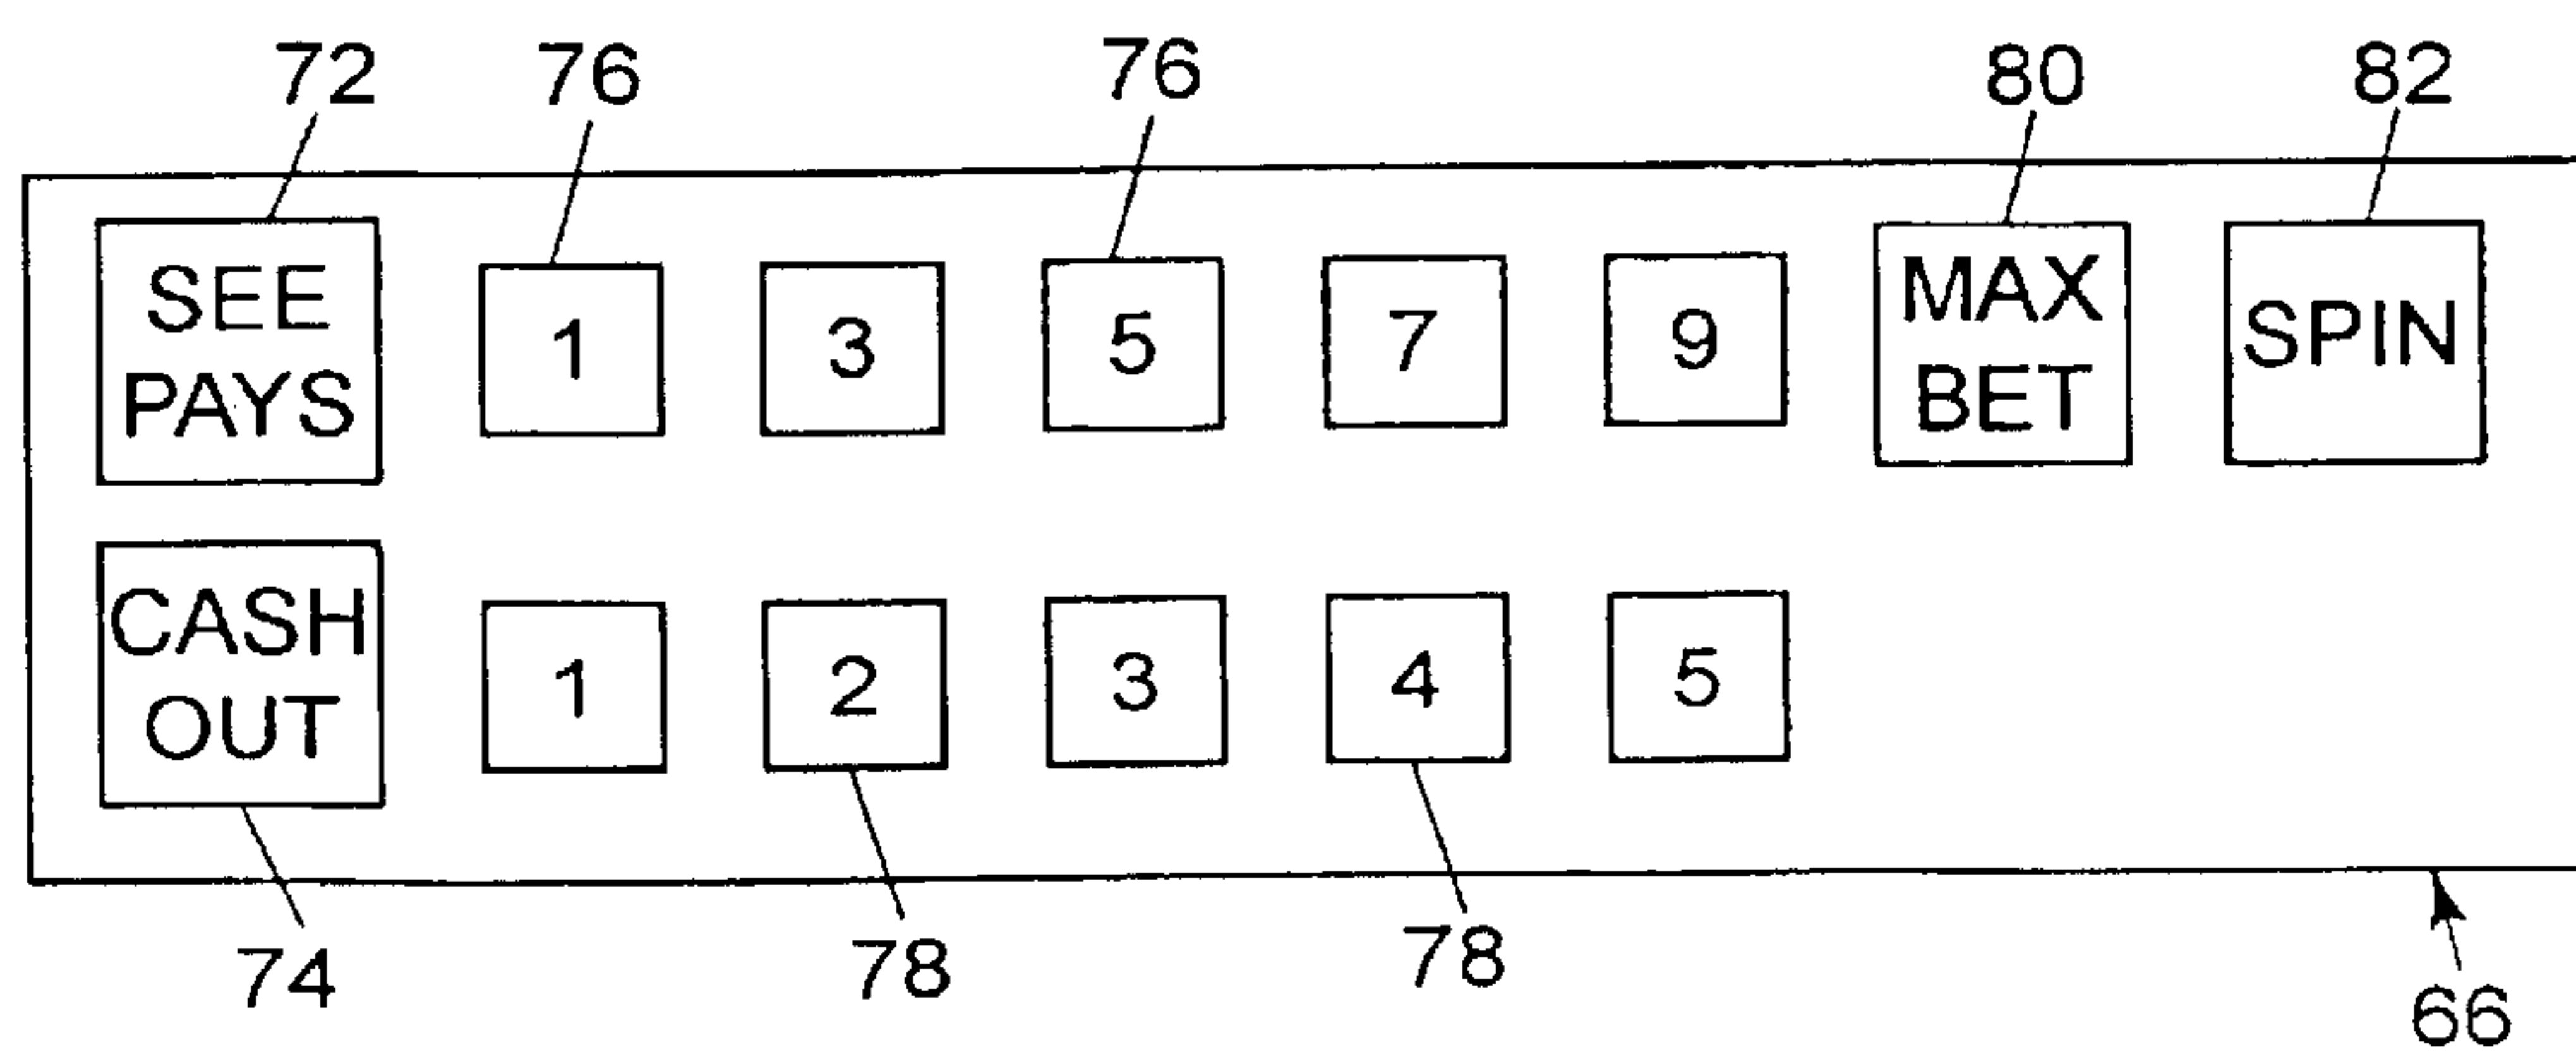 72 76 76 80 82
SEE PAYS
1 3 5 7 9
MAX BET
SPIN
CASH OUT
1 2 3 4 5
74 78 78 66